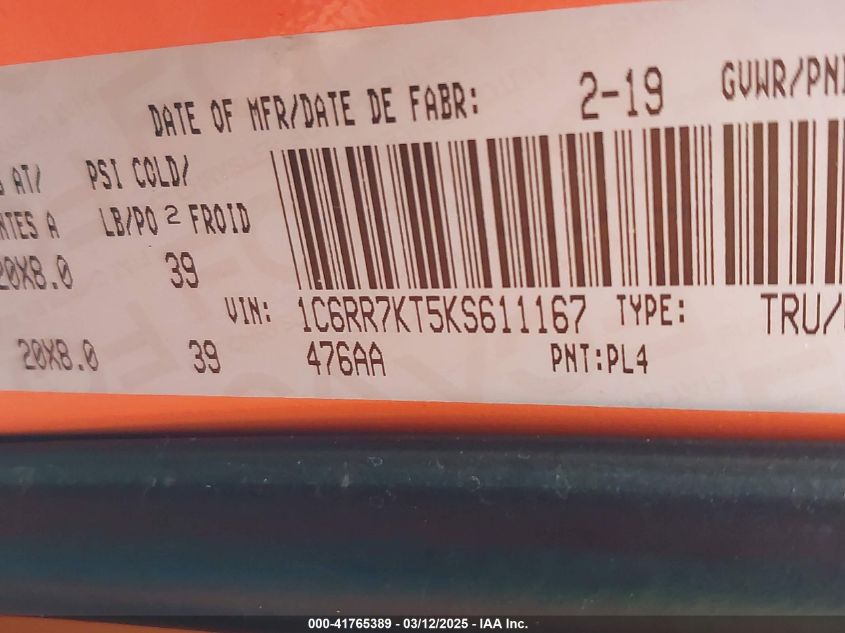 DATE OF MFR/DATE DE FABR: 2-19 GVWR/PN
AT/ PSI COLD/
NTES A LB/PO 2 FROID
20X8.0 39
VIN: 1C6RR7KT5KS611167 TYPE: TRU/
20X8.0 39 476AA PNT:PL4
000-41765389 - 03/12/2025 - IAA Inc.